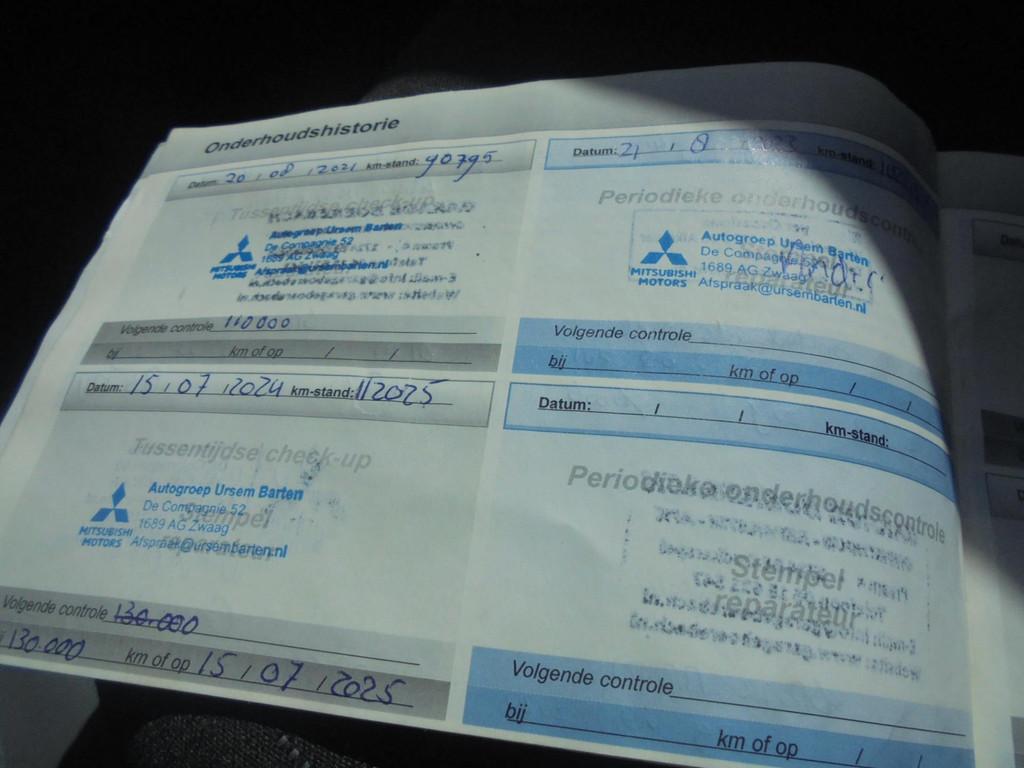 Onderhoudshistorie
Datum: 20 / 08 / 2021 km-stand: 90795
Tussentijdse check-up
Autogroep Ursem Barten
De Compagnie 52
1689 AG Zwaag
Afspraak@ursembarten.nl
MITSUBISHI
MOTORS
Volgende controle 110000
bij km of op / /
Datum: 15 / 07 / 2024 km-stand: 112025
Tussentijdse check-up
Autogroep Ursem Barten
De Compagnie 52
1689 AG Zwaag
Afspraak@ursembarten.nl
MITSUBISHI
MOTORS
Stempel
Volgende controle 130.000
130.000 km of op 15 / 07 / 2025
Datum: 21 / 8 / 2023 km-stand:
Periodieke onderhoudscontrole
Autogroep Ursem Barten
De Compagnie 52
1689 AG Zwaag
Afspraak@ursembarten.nl
MITSUBISHI
MOTORS
reparateur
Volgende controle
bij km of op / /
Datum: / / km-stand:
Periodieke onderhoudscontrole
Stempel
reparateur
Volgende controle
bij km of op / /